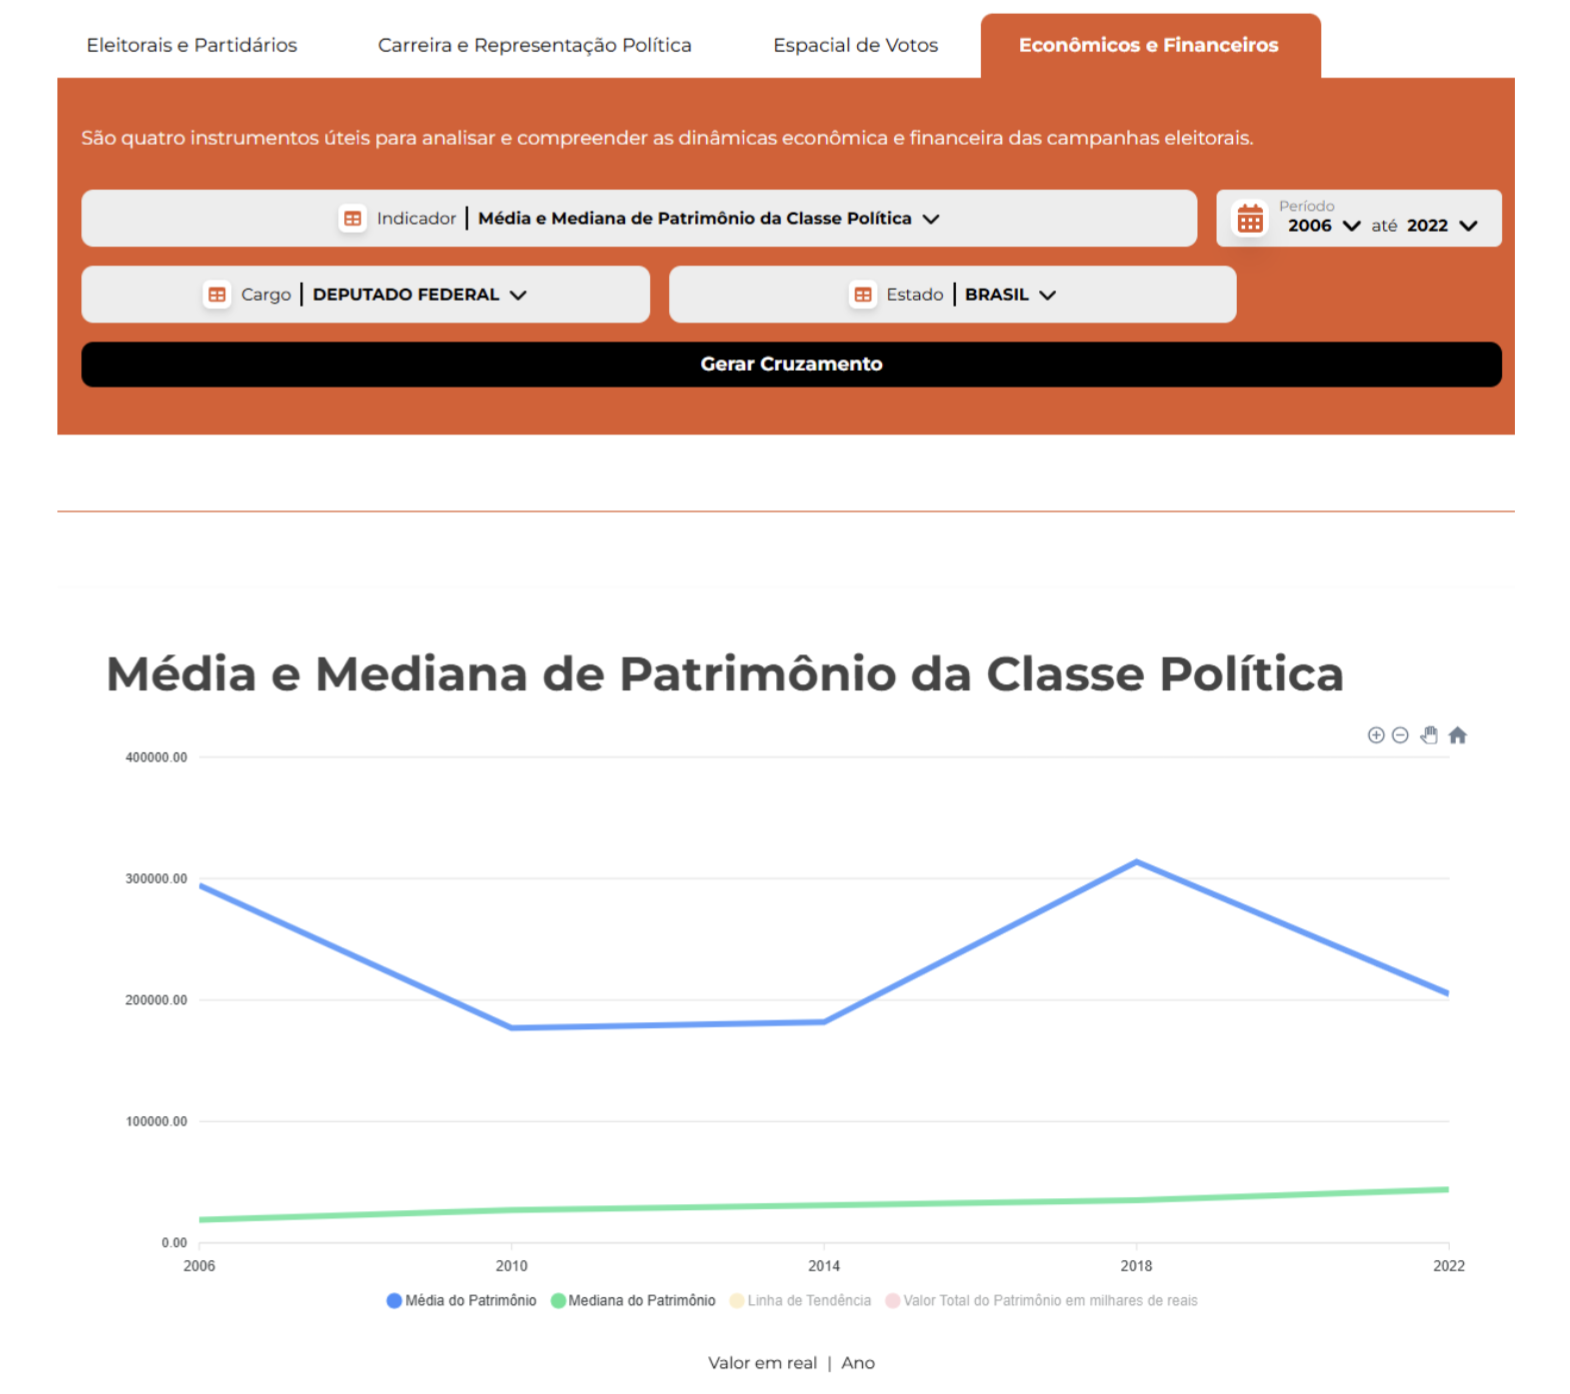 Eleitorais e Partidários Carreira e Representação Política Espacial de Votos Econômicos e Financeiros
São quatro instrumentos úteis para analisar e compreender as dinâmicas econômica e financeira das campanhas eleitorais.
Indicador | Média e Mediana de Patrimônio da Classe Política
Período
2006 até 2022
Cargo | DEPUTADO FEDERAL
Estado | BRASIL
Gerar Cruzamento
Média e Mediana de Patrimônio da Classe Política
400000.00
300000.00
200000.00
100000.00
0.00
2006 2010 2014 2018 2022
Média do Patrimônio Mediana do Patrimônio Linha de Tendência Valor Total do Patrimônio em milhares de reais
Valor em real | Ano